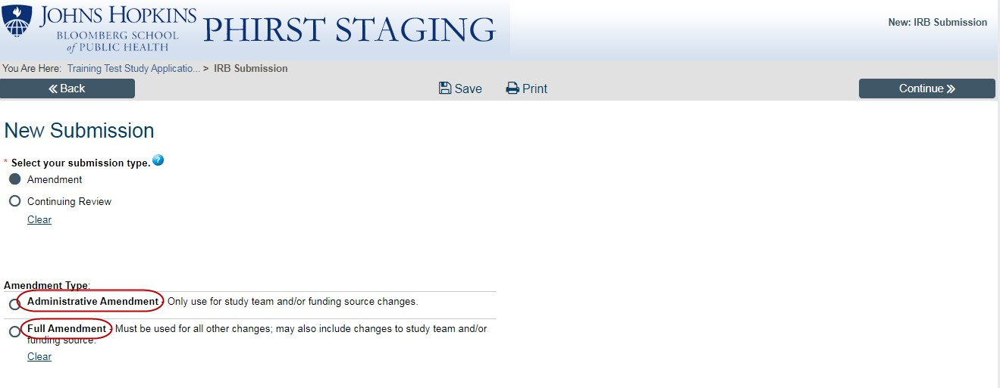 JOHNS HOPKINS
BLOOMBERG SCHOOL
of PUBLIC HEALTH
PHIRST STAGING
New: IRB Submission
You Are Here: Training Test Study Applicatio... > IRB Submission
« Back
Save
Print
Continue »
New Submission
* Select your submission type. ?
Amendment
Continuing Review
Clear
Amendment Type:
Administrative Amendment - Only use for study team and/or funding source changes.
Full Amendment - Must be used for all other changes; may also include changes to study team and/or
funding source.
Clear